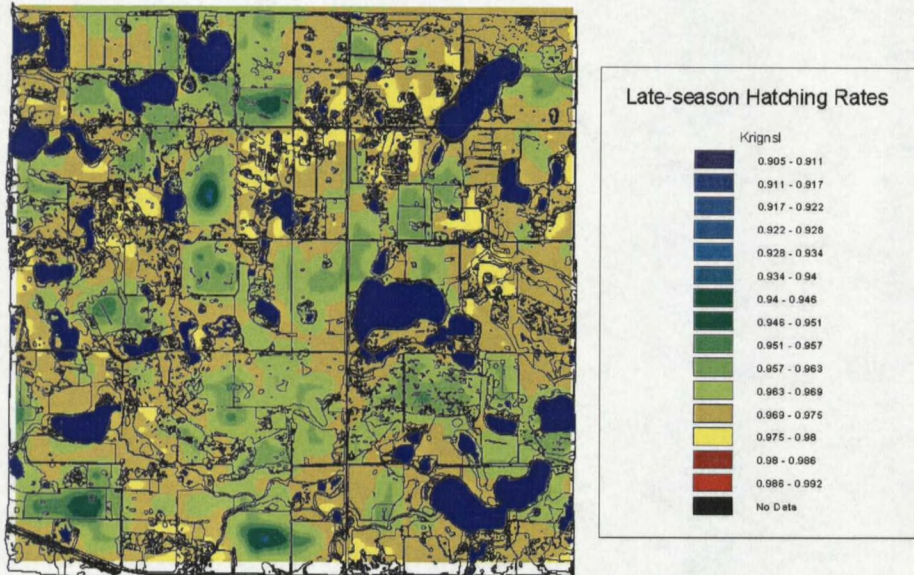 Late-season Hatching Rates
Krignsl
0.905 - 0.911
0.911 - 0.917
0.917 - 0.922
0.922 - 0.928
0.928 - 0.934
0.934 - 0.94
0.94 - 0.946
0.946 - 0.951
0.951 - 0.957
0.957 - 0.963
0.963 - 0.969
0.969 - 0.975
0.975 - 0.98
0.98 - 0.986
0.986 - 0.992
No Data